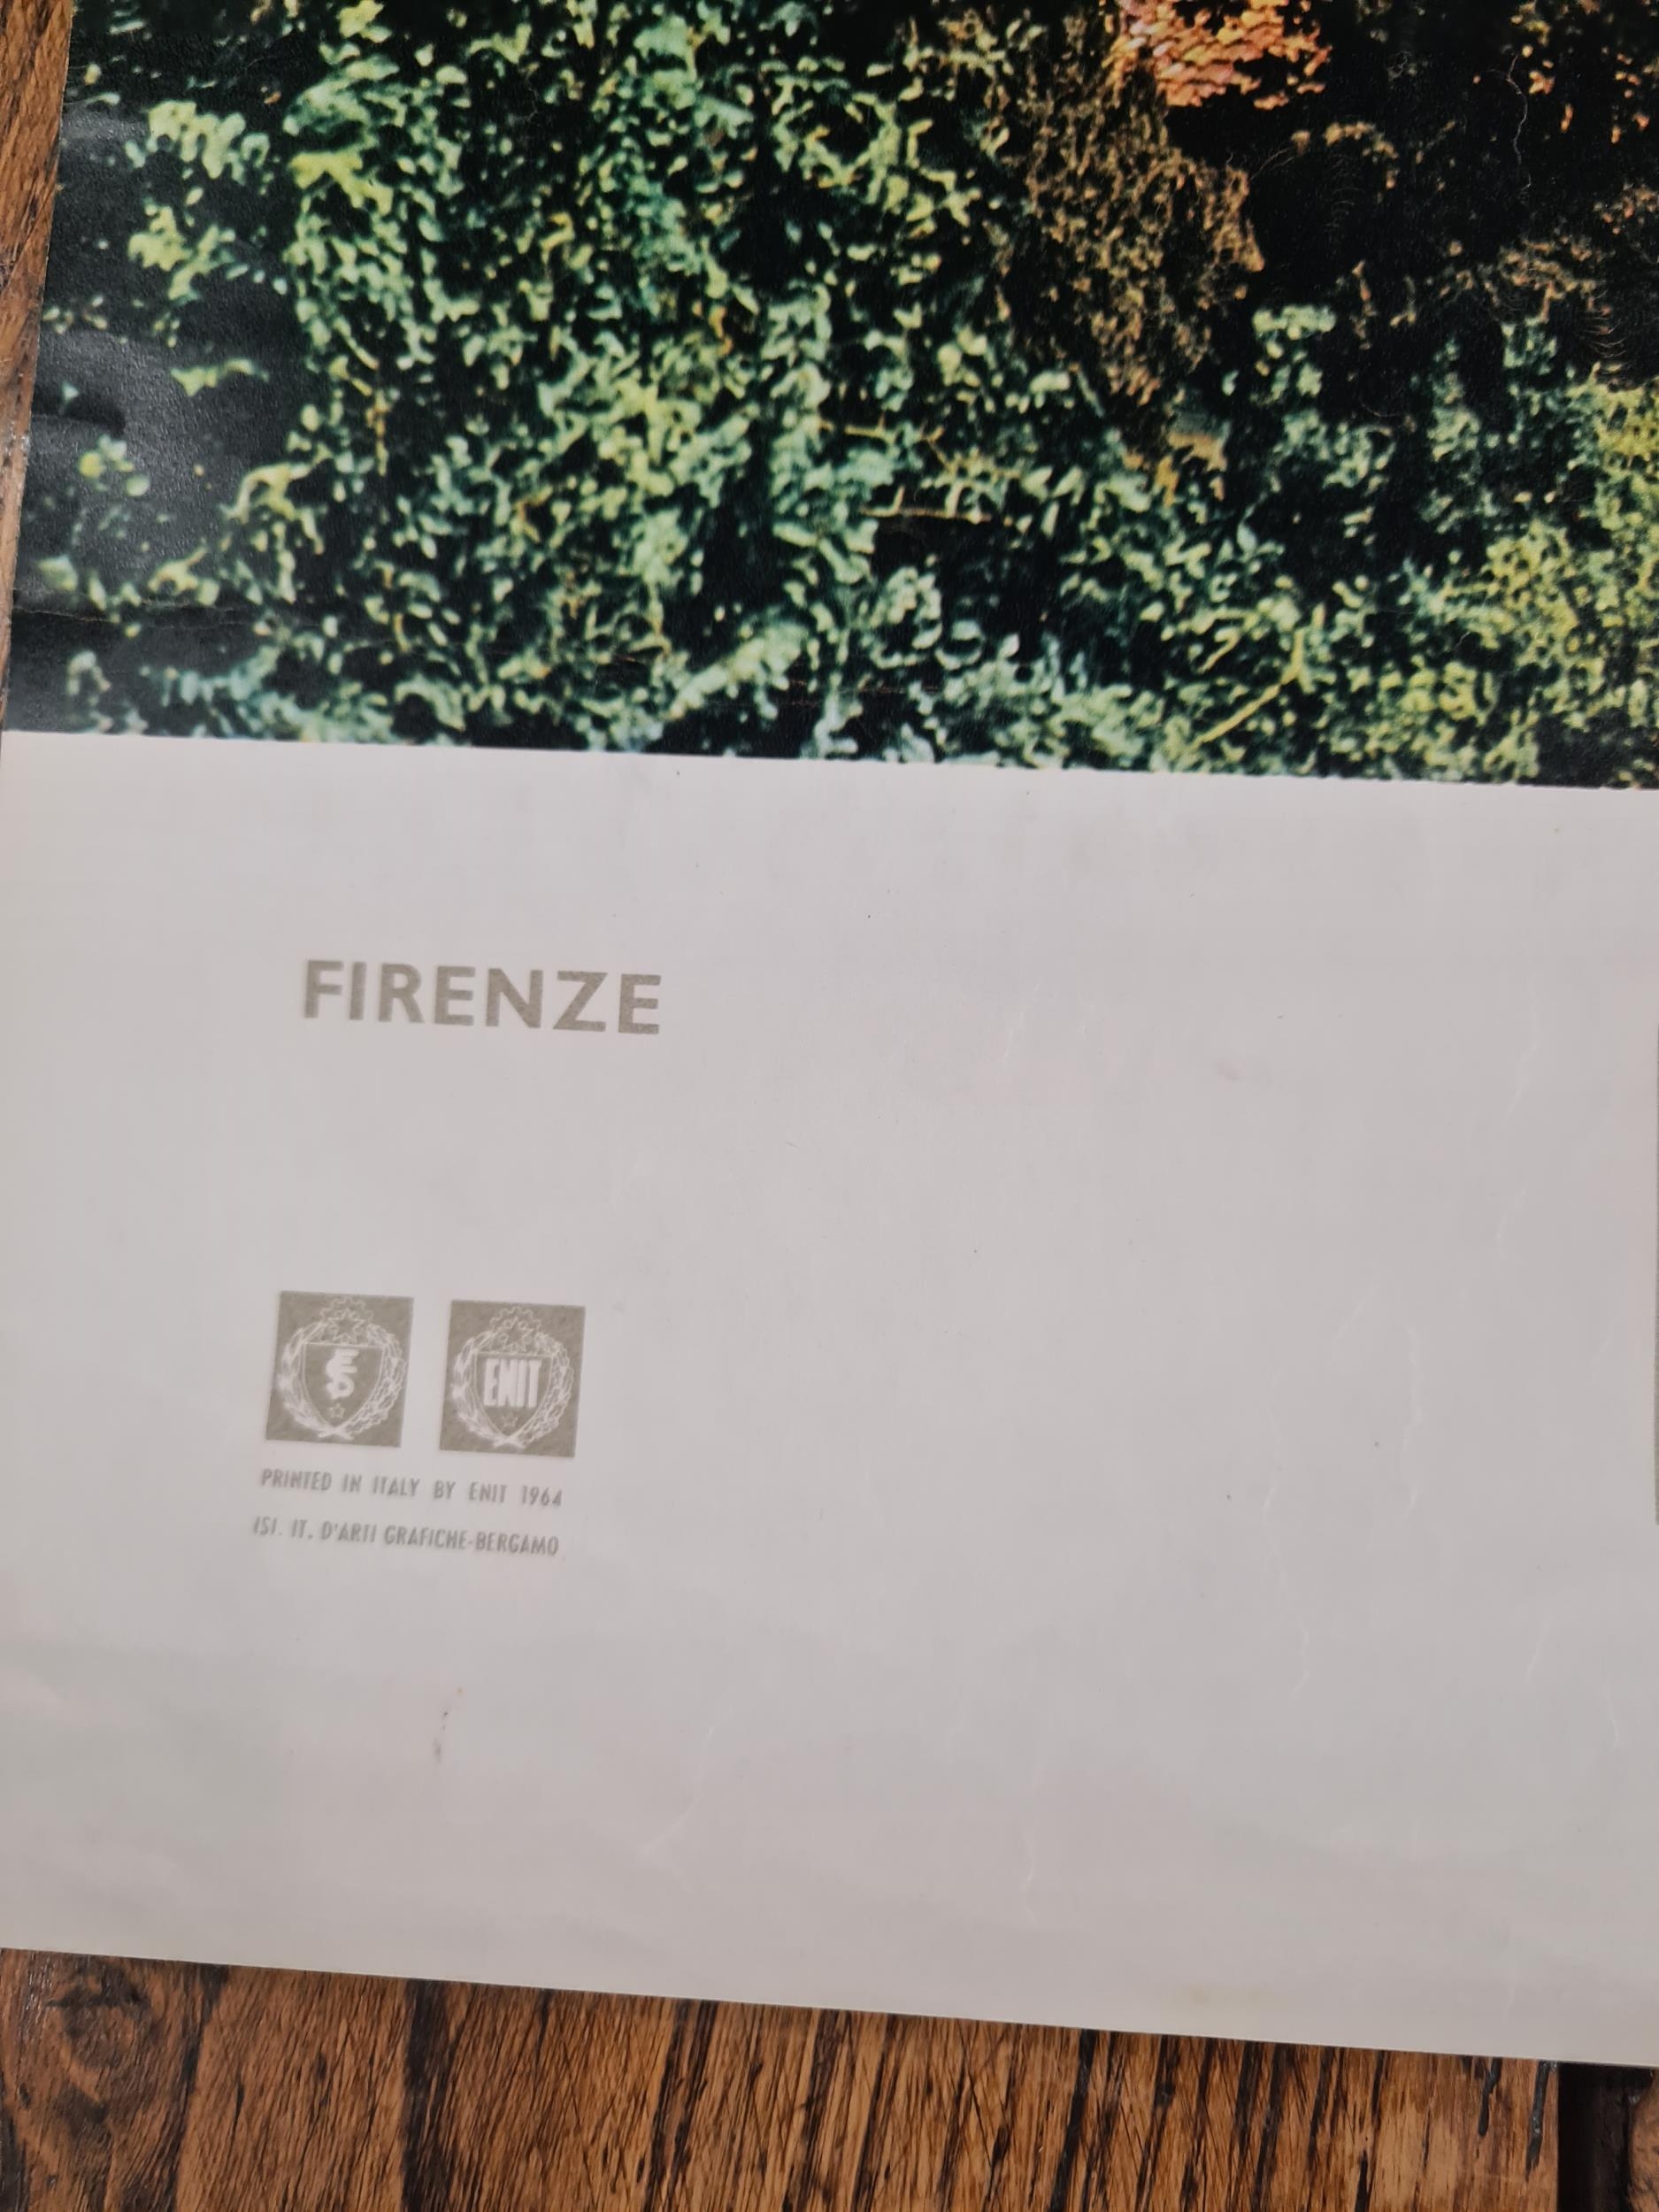 FIRENZE
ENIT
PRINTED IN ITALY BY ENIT 1964
IST. IT. D'ARTI GRAFICHE-BERGAMO